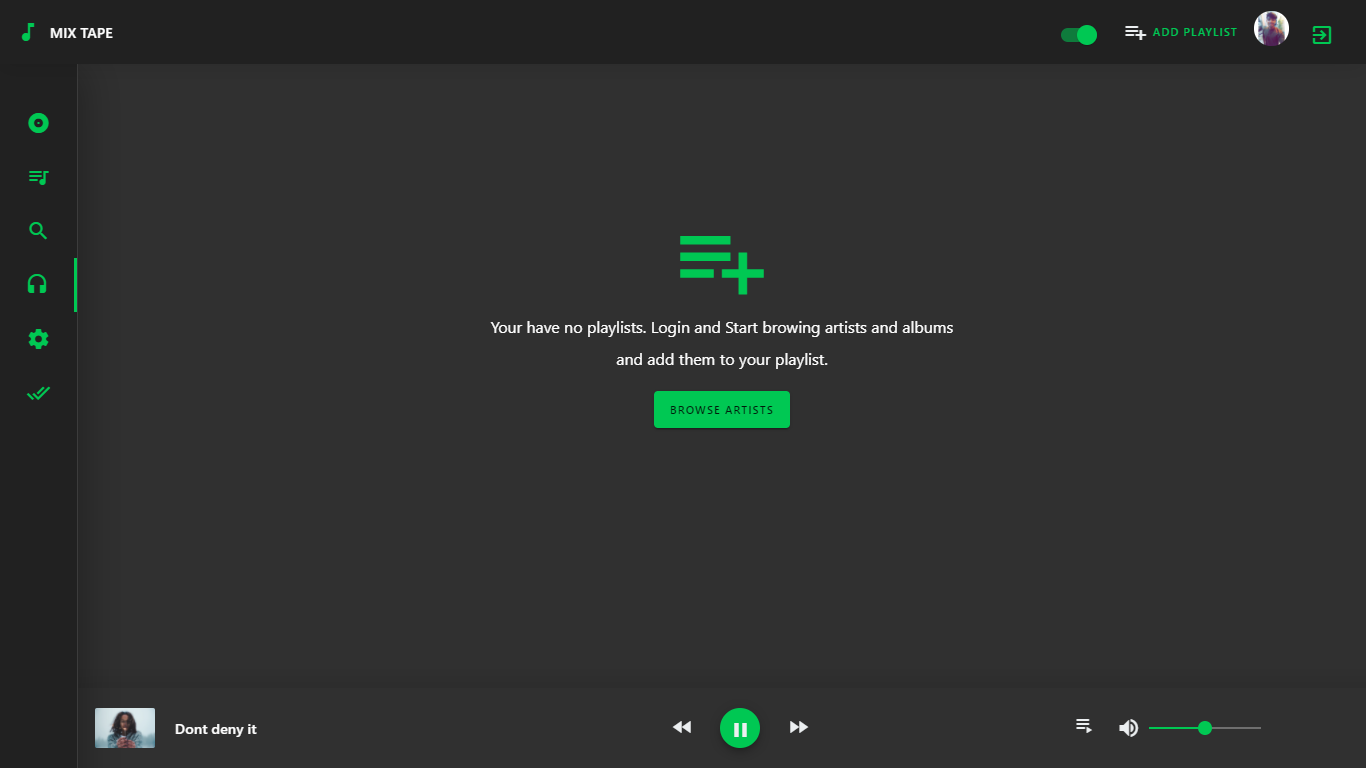 MIX TAPE
ADD PLAYLIST
Your have no playlists. Login and Start browing artists and albums
and add them to your playlist.
BROWSE ARTISTS
Dont deny it